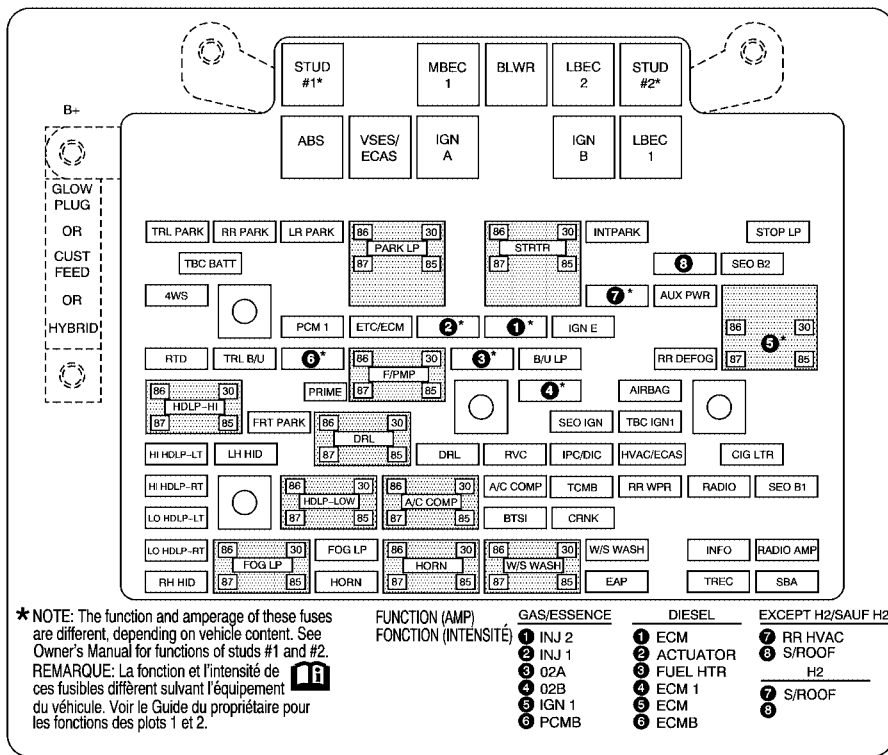 STUD #1*
MBEC 1
BLWR
LBEC 2
STUD #2*
B+
ABS
VSES/ ECAS
IGN A
IGN B
LBEC 1
GLOW PLUG
OR
CUST FEED
OR
HYBRID
TRL PARK
RR PARK
LR PARK
86 30
PARK LP
87 85
86 30
STRTR
87 85
INTPARK
STOP LP
TBC BATT
8
SEO B2
4WS
7 *
AUX PWR
PCM 1
ETC/ECM
2 *
1 *
IGN E
86 30
5 *
87 85
RTD
TRL B/U
6 *
86 30
F/PMP
87 85
3 *
B/U LP
RR DEFOG
PRIME
4 *
AIRBAG
86 30
HDLP-HI
87 85
FRT PARK
86 30
DRL
87 85
SEO IGN
TBC IGN1
HI HDLP-LT
LH HID
DRL
RVC
IPC/DIC
HVAC/ECAS
CIG LTR
HI HDLP-RT
86 30
HDLP-LOW
87 85
86 30
A/C COMP
87 85
A/C COMP
TCMB
RR WPR
RADIO
SEO B1
LO HDLP-LT
BTSI
CRNK
LO HDLP-RT
86 30
FOG LP
87 85
FOG LP
86 30
HORN
87 85
86 30
W/S WASH
87 85
W/S WASH
INFO
RADIO AMP
RH HID
HORN
EAP
TREC
SBA
* NOTE: The function and amperage of these fuses
are different, depending on vehicle content. See
Owner's Manual for functions of studs #1 and #2.
REMARQUE: La fonction et l'intensité de
ces fusibles diffèrent sulvant l'équipement
du véhicule. Voir le Guide du propriétaire pour
les fonctions des plots 1 et 2.
FUNCTION (AMP)
FONCTION (INTENSITÉ)
GAS/ESSENCE
1 INJ 2
2 INJ 1
3 02A
4 02B
5 IGN 1
6 PCMB
DIESEL
1 ECM
2 ACTUATOR
3 FUEL HTR
4 ECM 1
5 ECM
6 ECMB
EXCEPT H2/SAUF H2
7 RR HVAC
8 S/ROOF
H2
7 S/ROOF
8